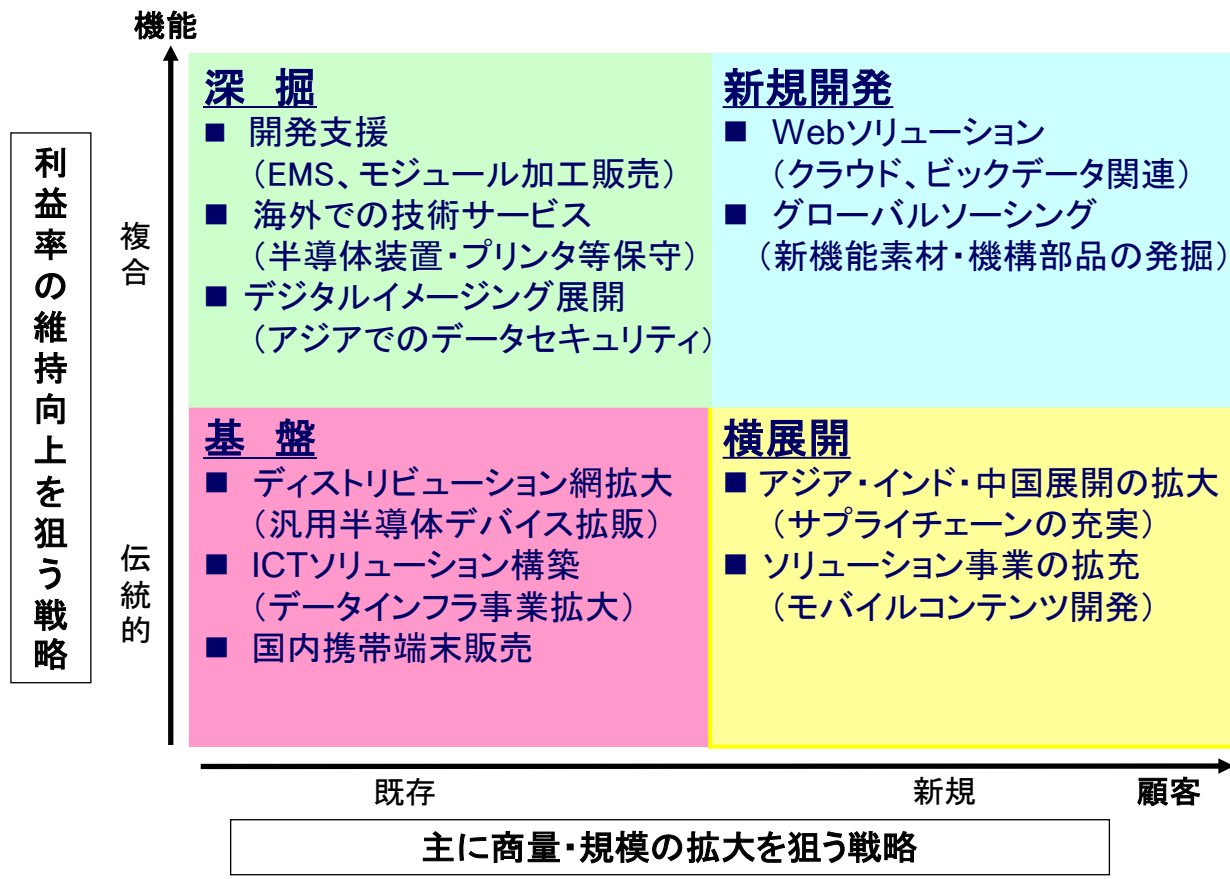 機能
利益率の維持向上を狙う戦略
複合
伝統的
深　掘
■ 開発支援
（EMS、モジュール加工販売）
■ 海外での技術サービス
（半導体装置・プリンタ等保守）
■ デジタルイメージング展開
（アジアでのデータセキュリティ）
新規開発
■ Webソリューション
（クラウド、ビックデータ関連）
■ グローバルソーシング
（新機能素材・機構部品の発掘）
基　盤
■ ディストリビューション網拡大
（汎用半導体デバイス拡販）
■ ICTソリューション構築
（データインフラ事業拡大）
■ 国内携帯端末販売
横展開
■ アジア・インド・中国展開の拡大
（サプライチェーンの充実）
■ ソリューション事業の拡充
（モバイルコンテンツ開発）
既存
新規
顧客
主に商量・規模の拡大を狙う戦略